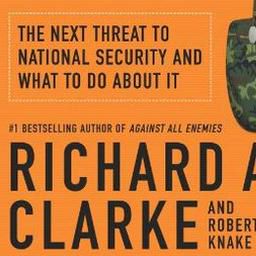 THE NEXT THREAT TO
NATIONAL SECURITY AND
WHAT TO DO ABOUT IT
#1 BESTSELLING AUTHOR OF AGAINST ALL ENEMIES
RICHARD A
CLARKE AND
ROBERT
KNAKE